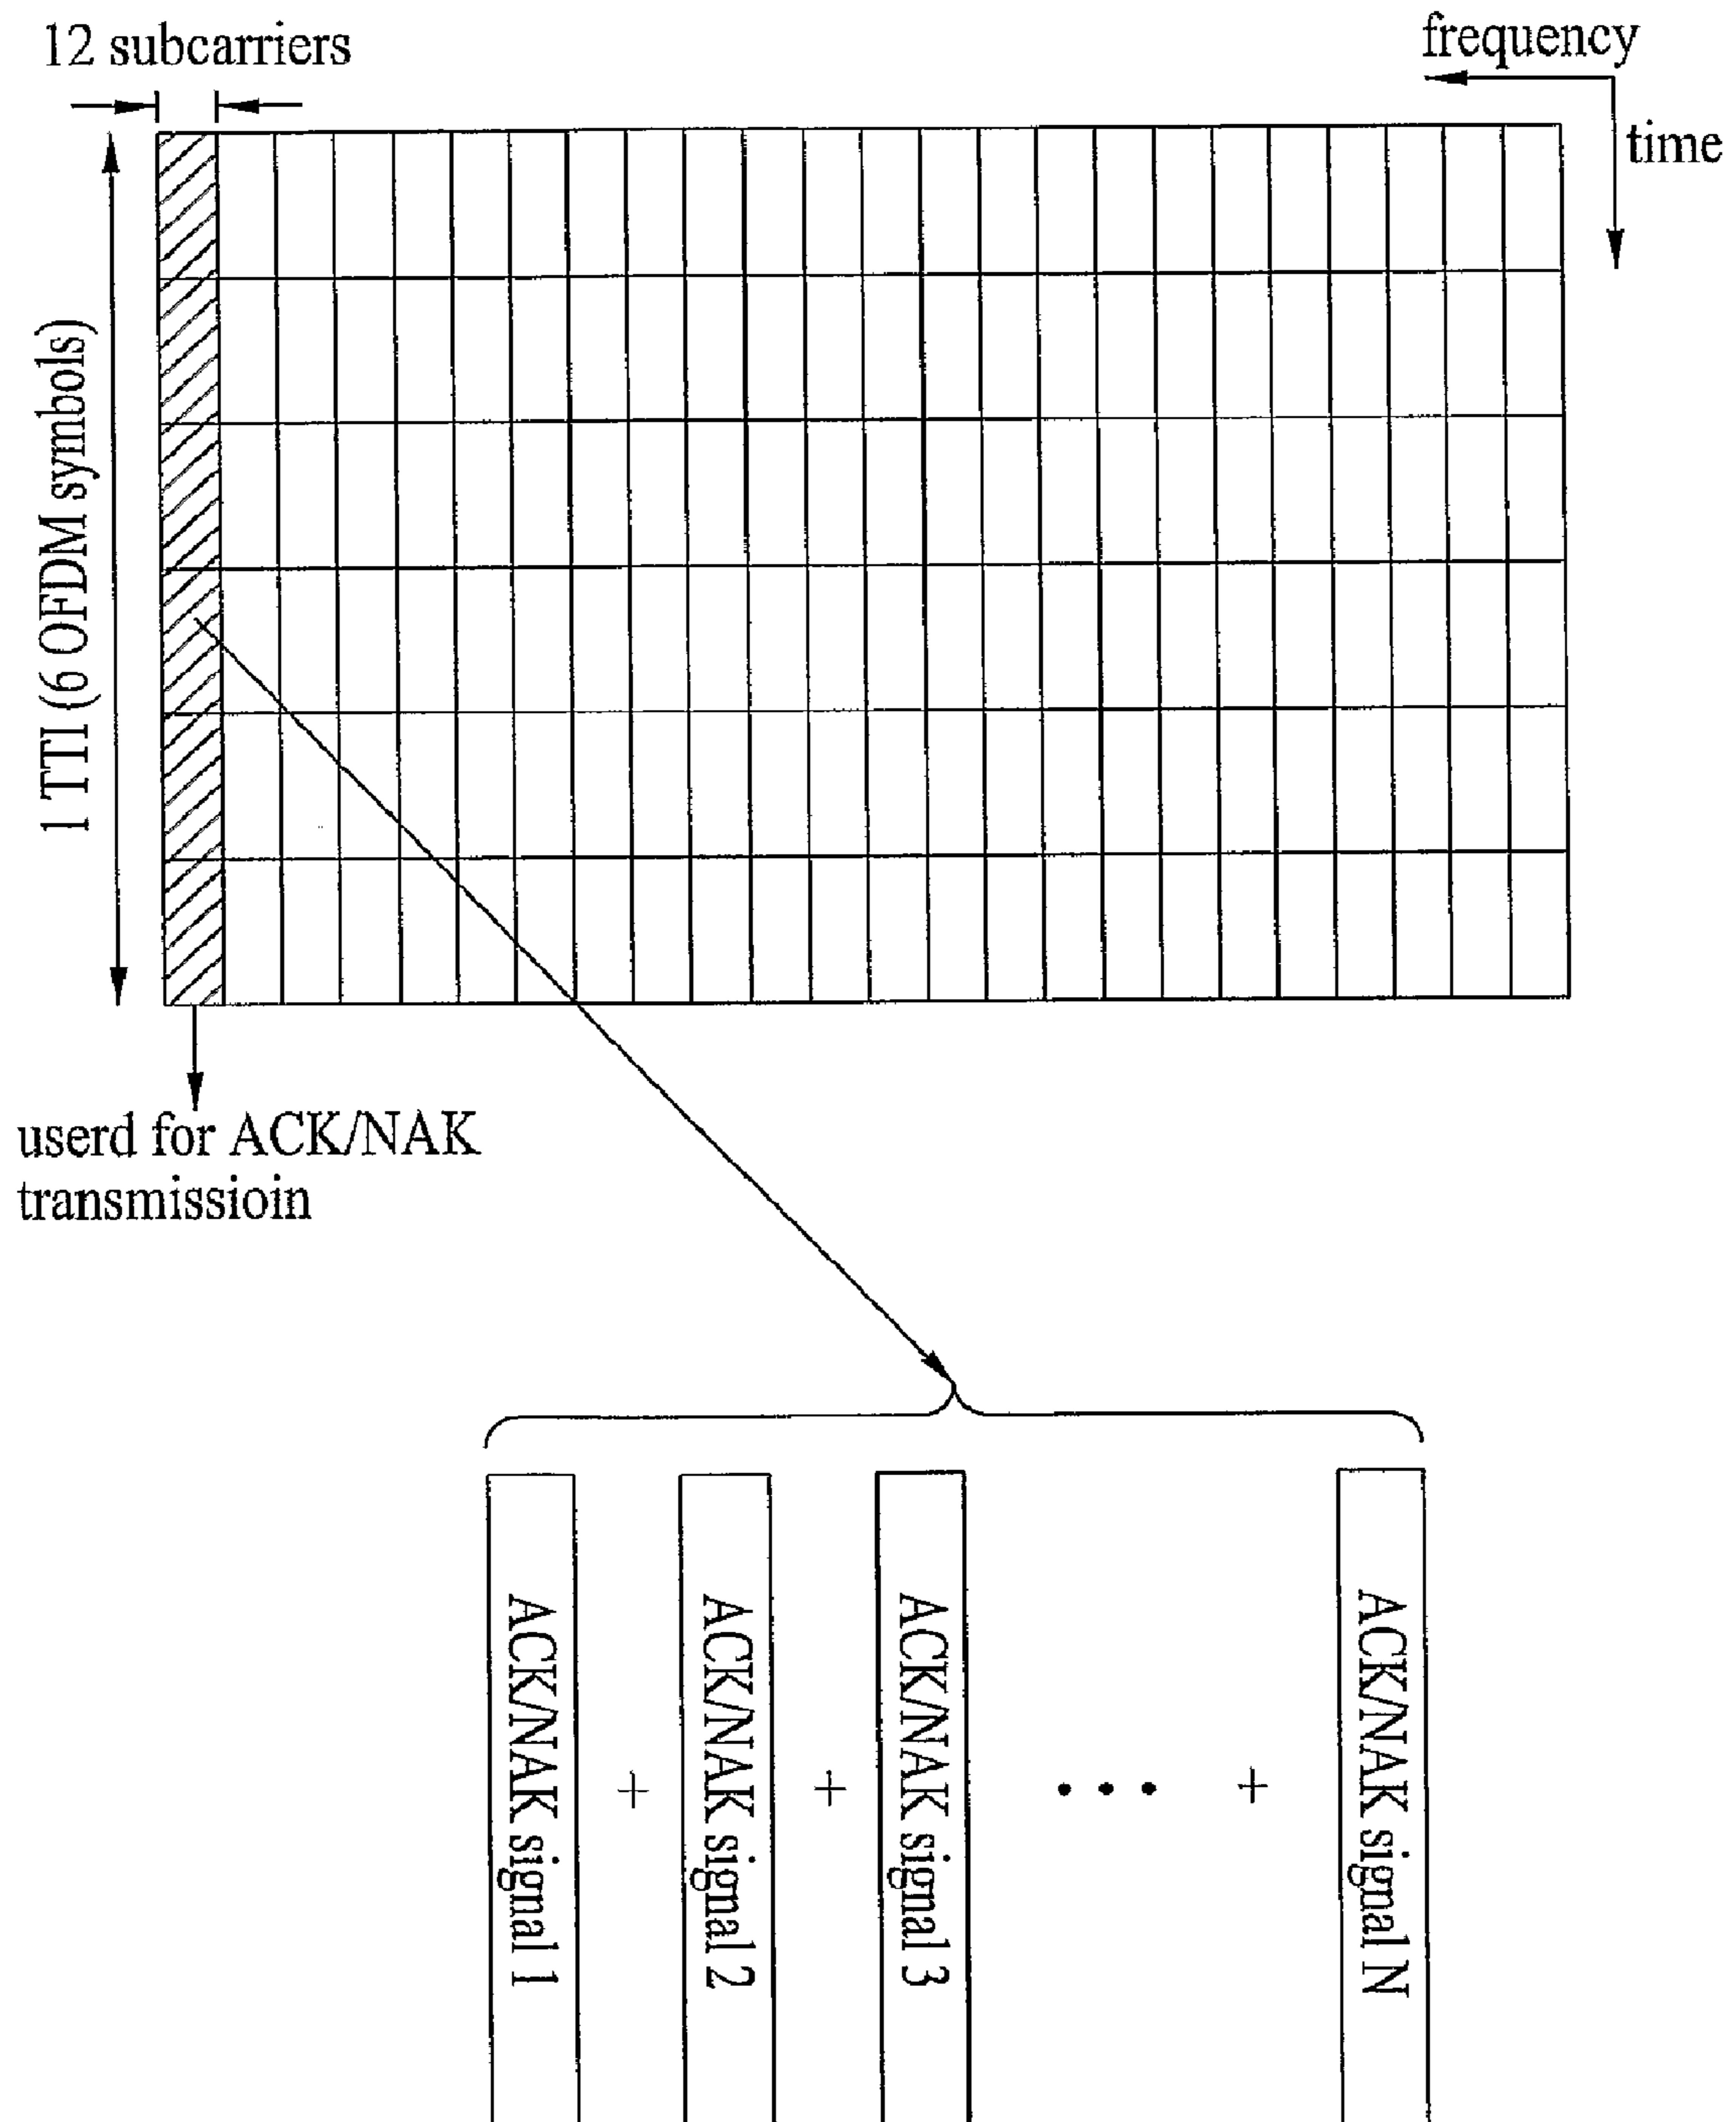 12 subcarriers
frequency
time
1 TTI (6 OFDM symbols)
userd for ACK/NAK
transmissioin
ACK/NAK signal 1
+
ACK/NAK signal 2
+
ACK/NAK signal 3
• • •
+
ACK/NAK signal N